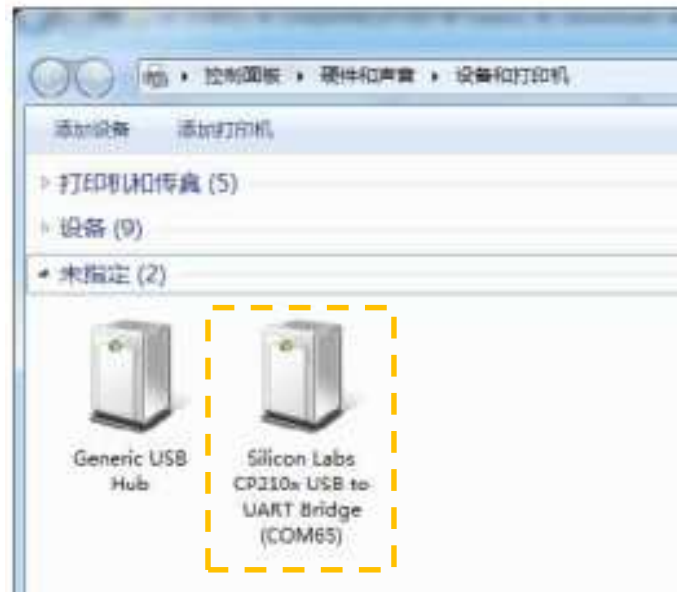 ▸ 控制面板 ▸ 硬件和声音 ▸ 设备和打印机
添加设备 添加打印机
打印机和传真 (5)
设备 (9)
未指定 (2)
Generic USB
Hub
Silicon Labs
CP210x USB to
UART Bridge
(COM65)